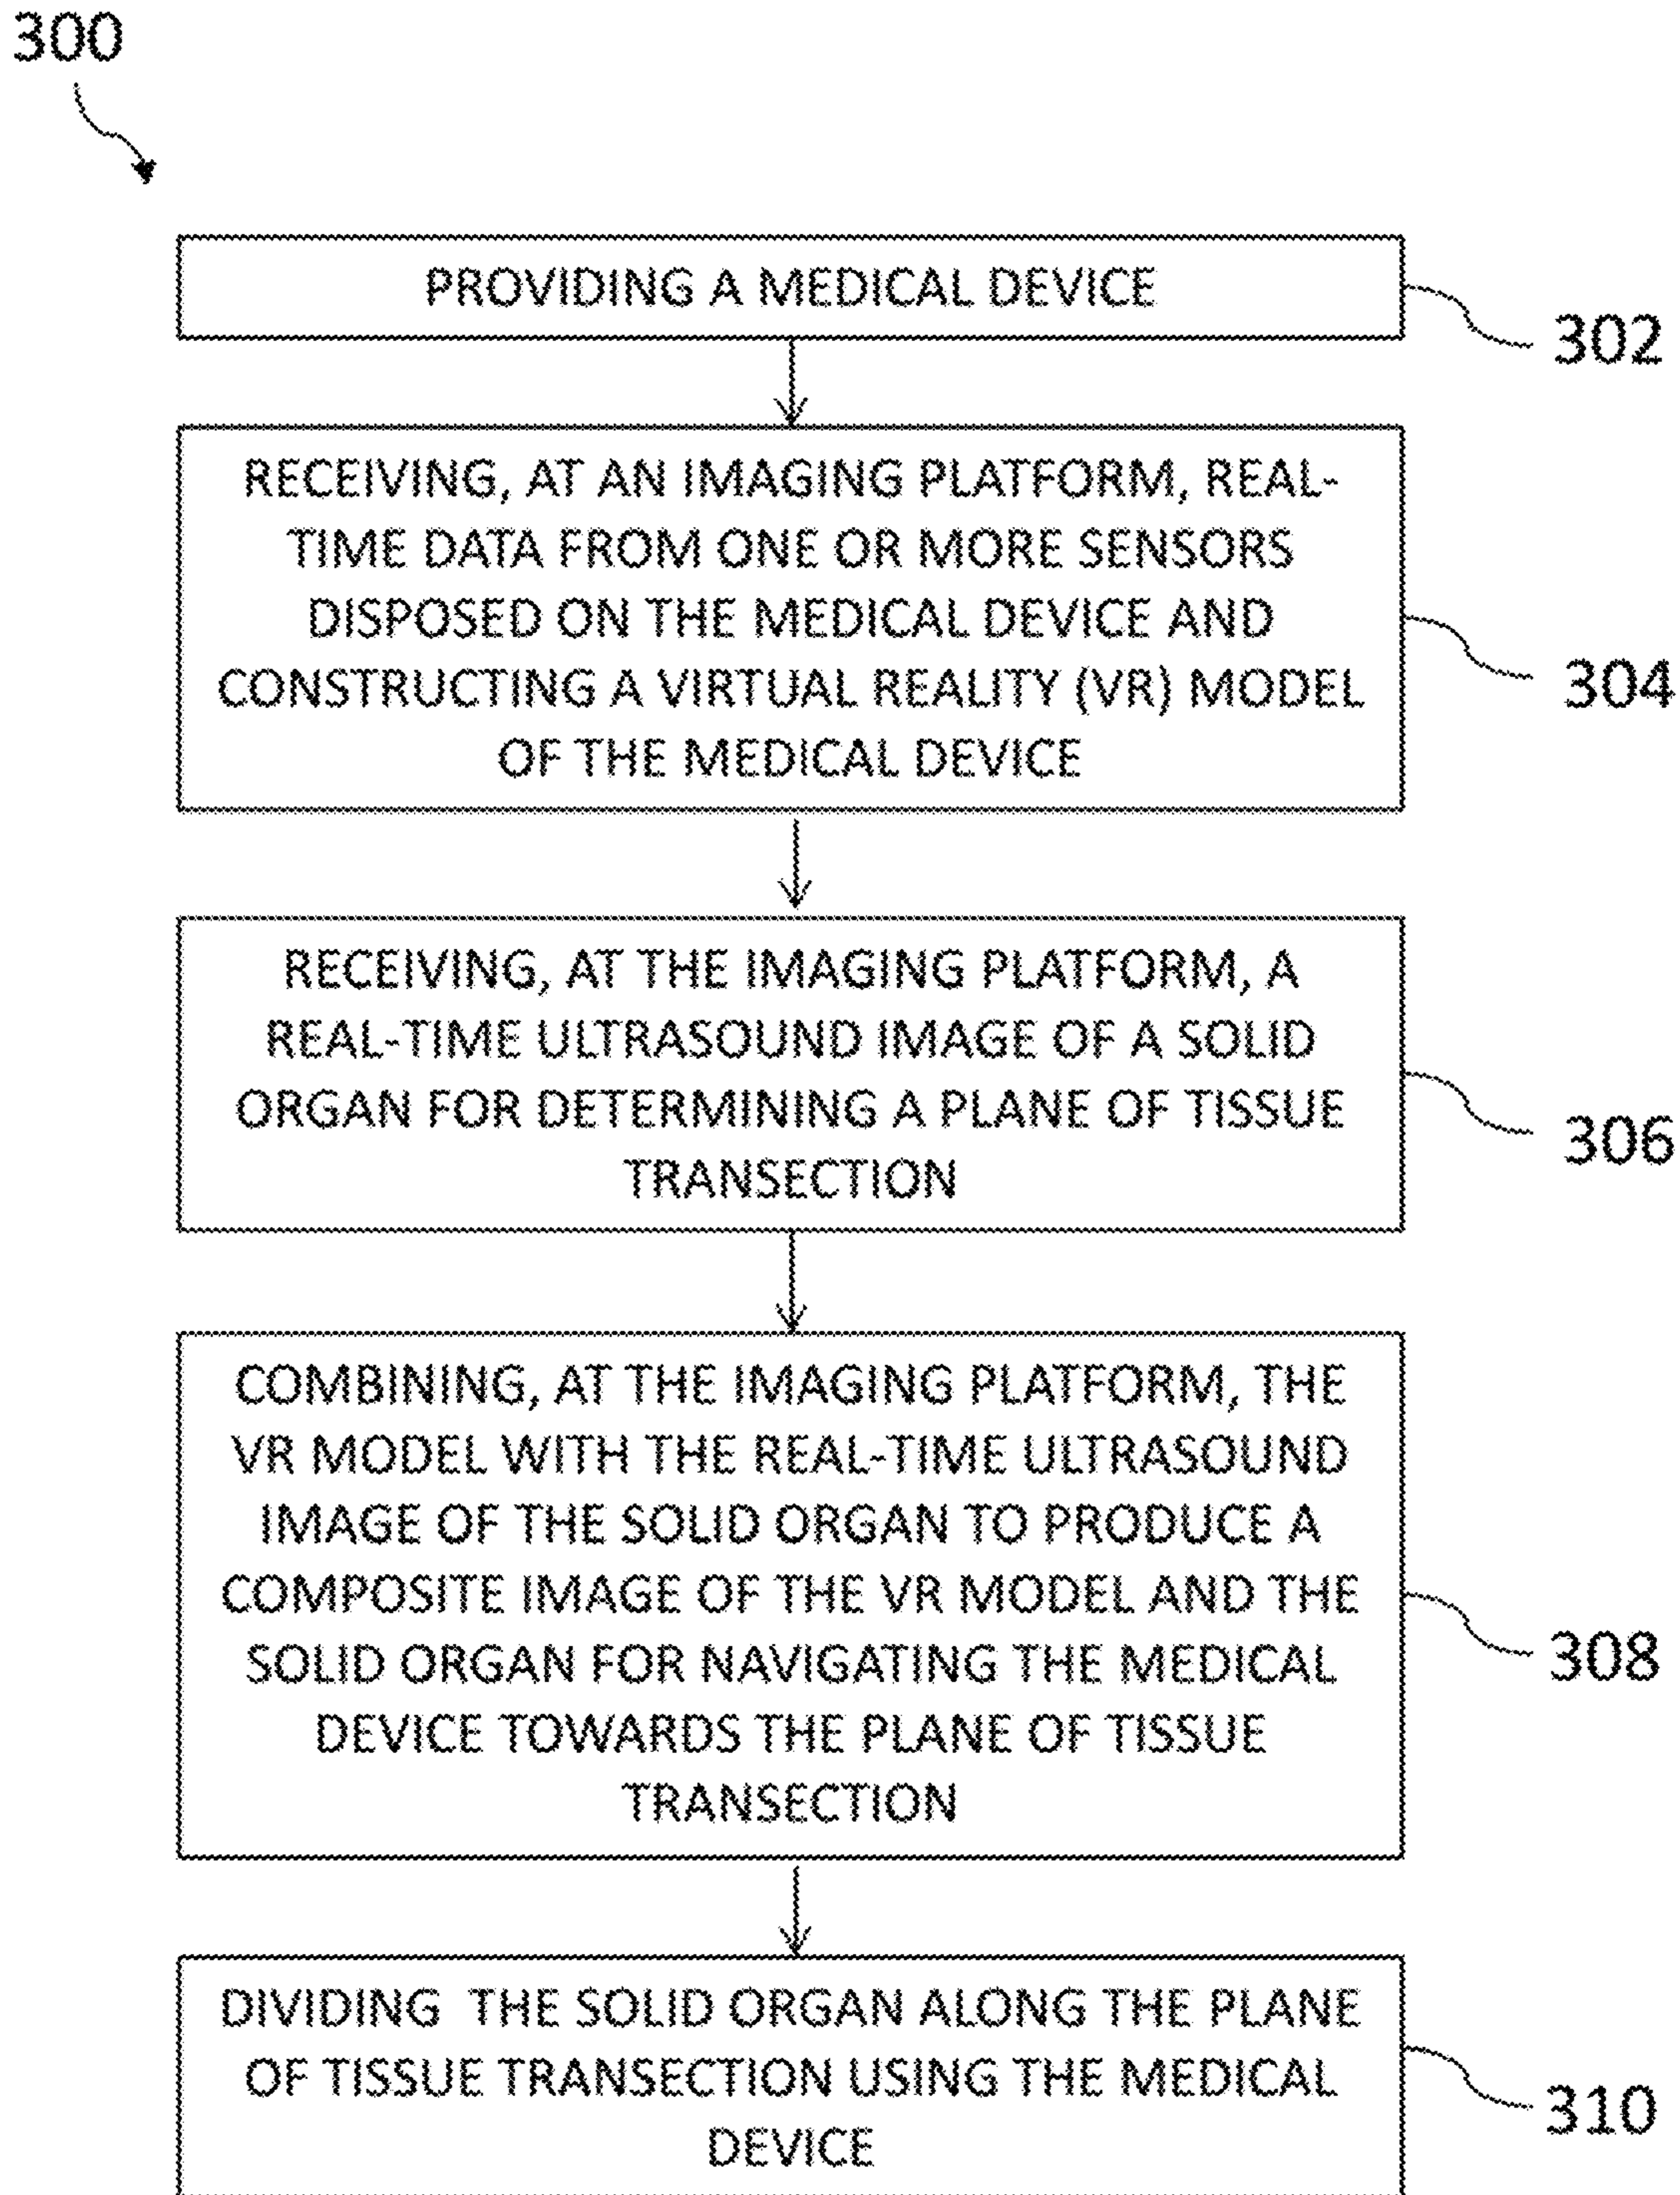 300
PROVIDING A MEDICAL DEVICE
302
RECEIVING, AT AN IMAGING PLATFORM, REAL-
TIME DATA FROM ONE OR MORE SENSORS
DISPOSED ON THE MEDICAL DEVICE AND
CONSTRUCTING A VIRTUAL REALITY (VR) MODEL
OF THE MEDICAL DEVICE
304
RECEIVING, AT THE IMAGING PLATFORM, A
REAL-TIME ULTRASOUND IMAGE OF A SOLID
ORGAN FOR DETERMINING A PLANE OF TISSUE
TRANSECTION
306
COMBINING, AT THE IMAGING PLATFORM, THE
VR MODEL WITH THE REAL-TIME ULTRASOUND
IMAGE OF THE SOLID ORGAN TO PRODUCE A
COMPOSITE IMAGE OF THE VR MODEL AND THE
SOLID ORGAN FOR NAVIGATING THE MEDICAL
DEVICE TOWARDS THE PLANE OF TISSUE
TRANSECTION
308
DIVIDING THE SOLID ORGAN ALONG THE PLANE
OF TISSUE TRANSECTION USING THE MEDICAL
DEVICE
310